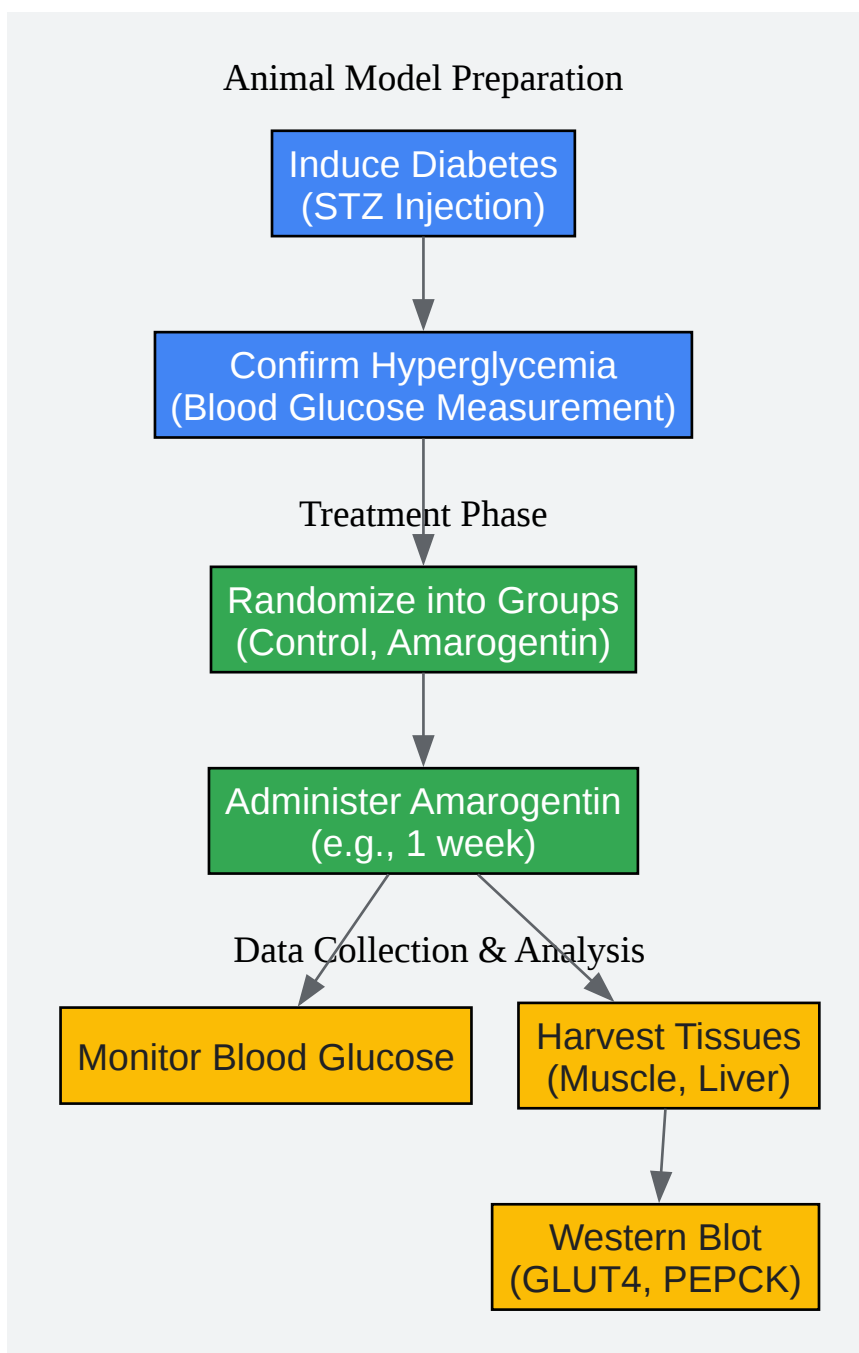 Animal Model Preparation
Induce Diabetes
(STZ Injection)
Confirm Hyperglycemia
(Blood Glucose Measurement)
Treatment Phase
Randomize into Groups
(Control, Amarogentin)
Administer Amarogentin
(e.g., 1 week)
Data Collection & Analysis
Monitor Blood Glucose
Harvest Tissues
(Muscle, Liver)
Western Blot
(GLUT4, PEPCK)